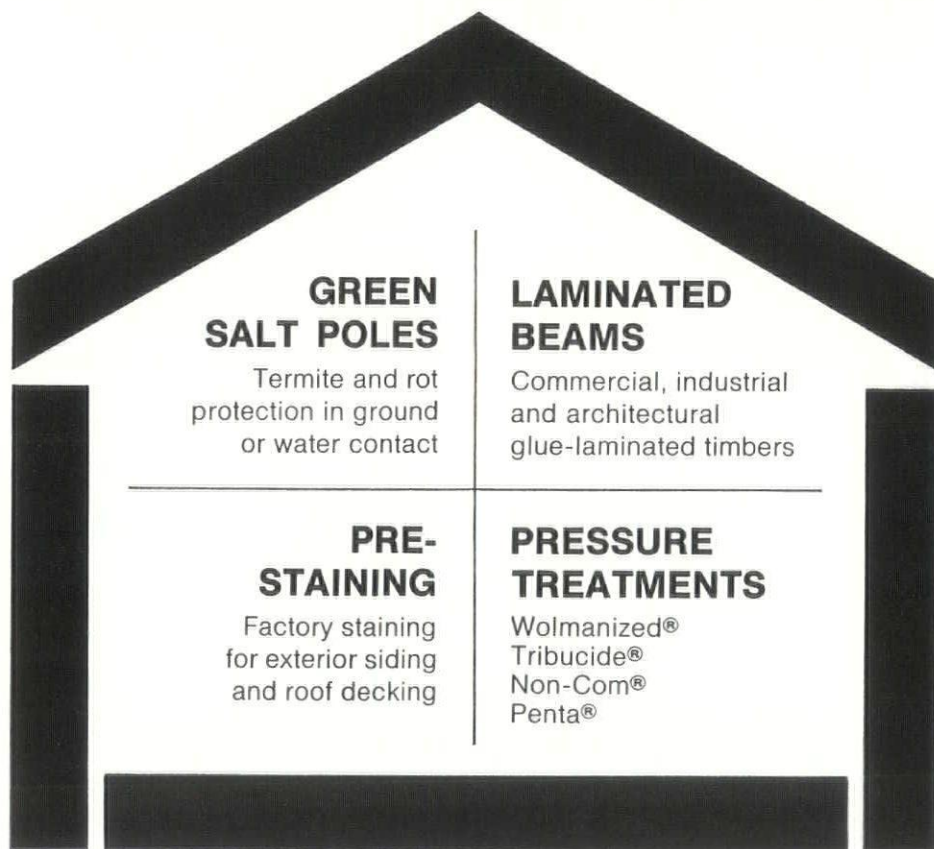 GREEN
SALT POLES
Termite and rot
protection in ground
or water contact
LAMINATED
BEAMS
Commercial, industrial
and architectural
glue-laminated timbers
PRE-
STAINING
Factory staining
for exterior siding
and roof decking
PRESSURE
TREATMENTS
Wolmanized®
Tribucide®
Non-Com®
Penta®